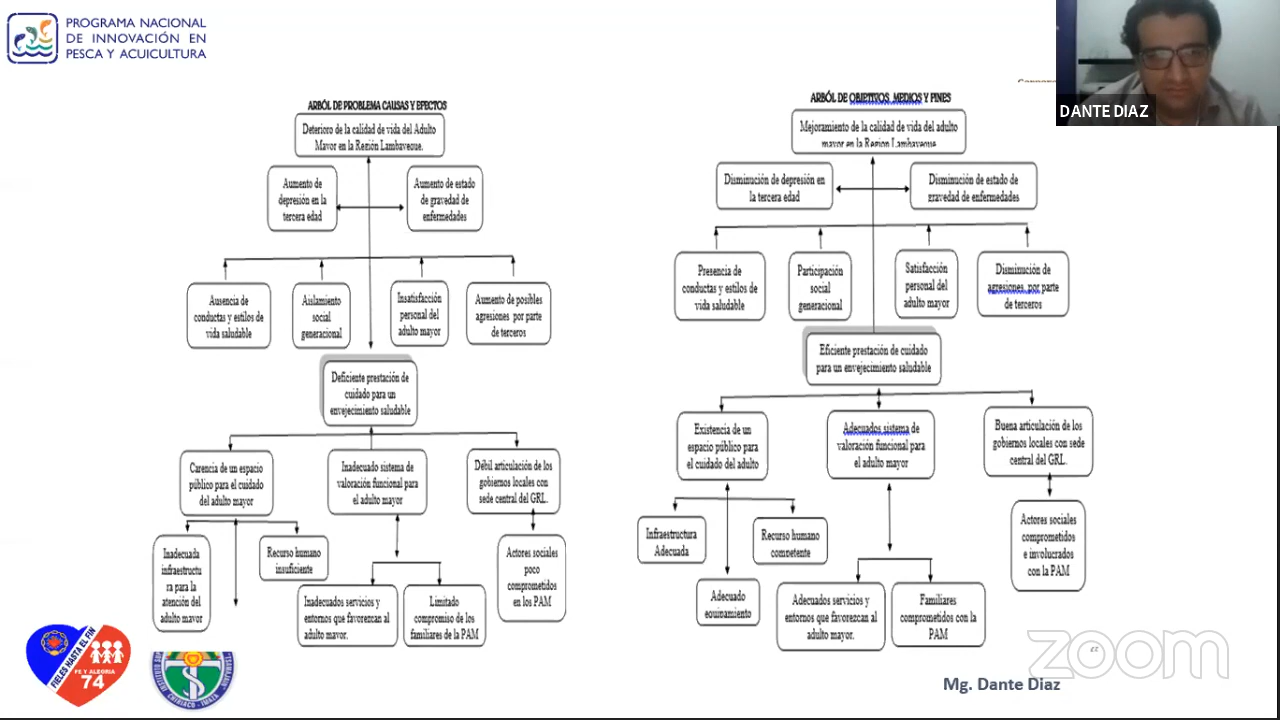 PROGRAMA NACIONAL
DE INNOVACIÓN EN
PESCA Y ACUICULTURA
DANTE DIAZ
ARBÓL DE PROBLEMA CAUSAS Y EFECTOS
Deterioro de la calidad de vida del Adulto
Mayor en la Región Lambayeque.
Aumento de
depresión en la
tercera edad
Aumento de estado
de gravedad de
enfermedades
Ausencia de
conductas y estilos de
vida saludable
Aislamiento
social
generacional
Insatisfacción
personal del
adulto mayor
Aumento de posibles
agresiones por parte
de terceros
Deficiente prestación de
cuidado para un
envejecimiento saludable
Carencia de un espacio
público para el cuidado
del adulto mayor
Inadecuado sistema de
valoración funcional para
el adulto mayor
Débil articulación de los
gobiernos locales con
sede central del GRL.
Inadecuada
infraestructu
ra para la
atención del
adulto mayor
Recurso humano
insuficiente
Inadecuados servicios y
entornos que favorezcan al
adulto mayor.
Limitado
compromiso de los
familiares de la PAM
Actores sociales
poco
comprometidos
en los PAM
ARBÓL DE OBJETIVOS, MEDIOS Y FINES
Mejoramiento de la calidad de vida del adulto
mayor en la Region Lambayeque
Disminución de depresión en
la tercera edad
Disminución de estado de
gravedad de enfermedades
Presencia de
conductas y estilos de
vida saludable
Participación
social
generacional
Satisfacción
personal del
adulto mayor
Disminución de
agresiones, por parte
de terceros
Eficiente prestación de cuidado
para un envejecimiento saludable
Existencia de un
espacio público para
el cuidado del adulto
Adecuados sistema de
valoración funcional para
el adulto mayor
Buena articulación de los
gobiernos locales con sede
central del GRL.
Infraestructura
Adecuada
Recurso humano
competente
Adecuado
equipamiento
Adecuados servicios y
entornos que favorezcan al
adulto mayor.
Familiares
comprometidos con la
PAM
Actores sociales
comprometidos
e involucrados
con la PAM
FIELES HASTA EL FIN
FE Y ALEGRIA
74
CHIRIACO - IMAZA
zoom
Mg. Dante Diaz